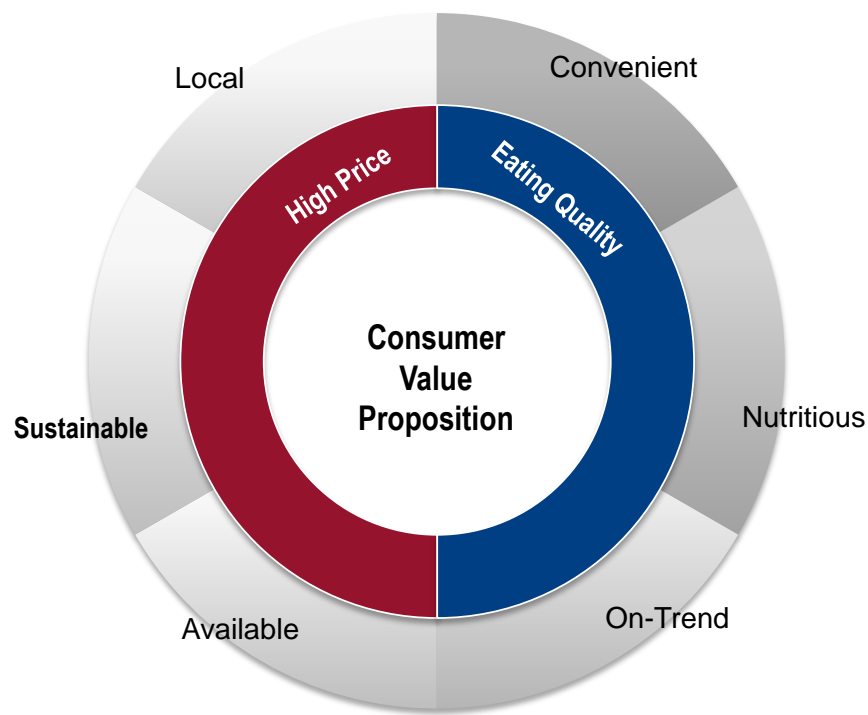 Local
Convenient
High Price
Eating Quality
Consumer
Value
Proposition
Sustainable
Nutritious
Available
On-Trend